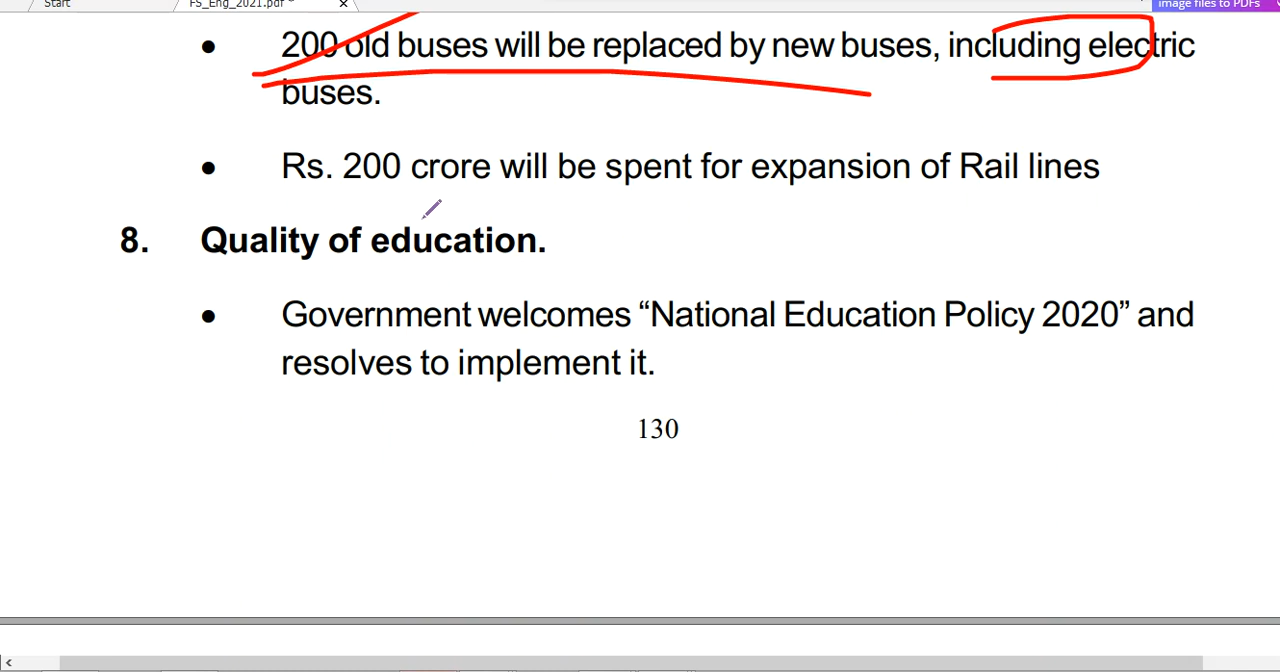 Start FS_Eng_2021.pdf * image files to PDFs
• 200 old buses will be replaced by new buses, including electric
buses.
• Rs. 200 crore will be spent for expansion of Rail lines
8. Quality of education.
• Government welcomes “National Education Policy 2020” and
resolves to implement it.
130